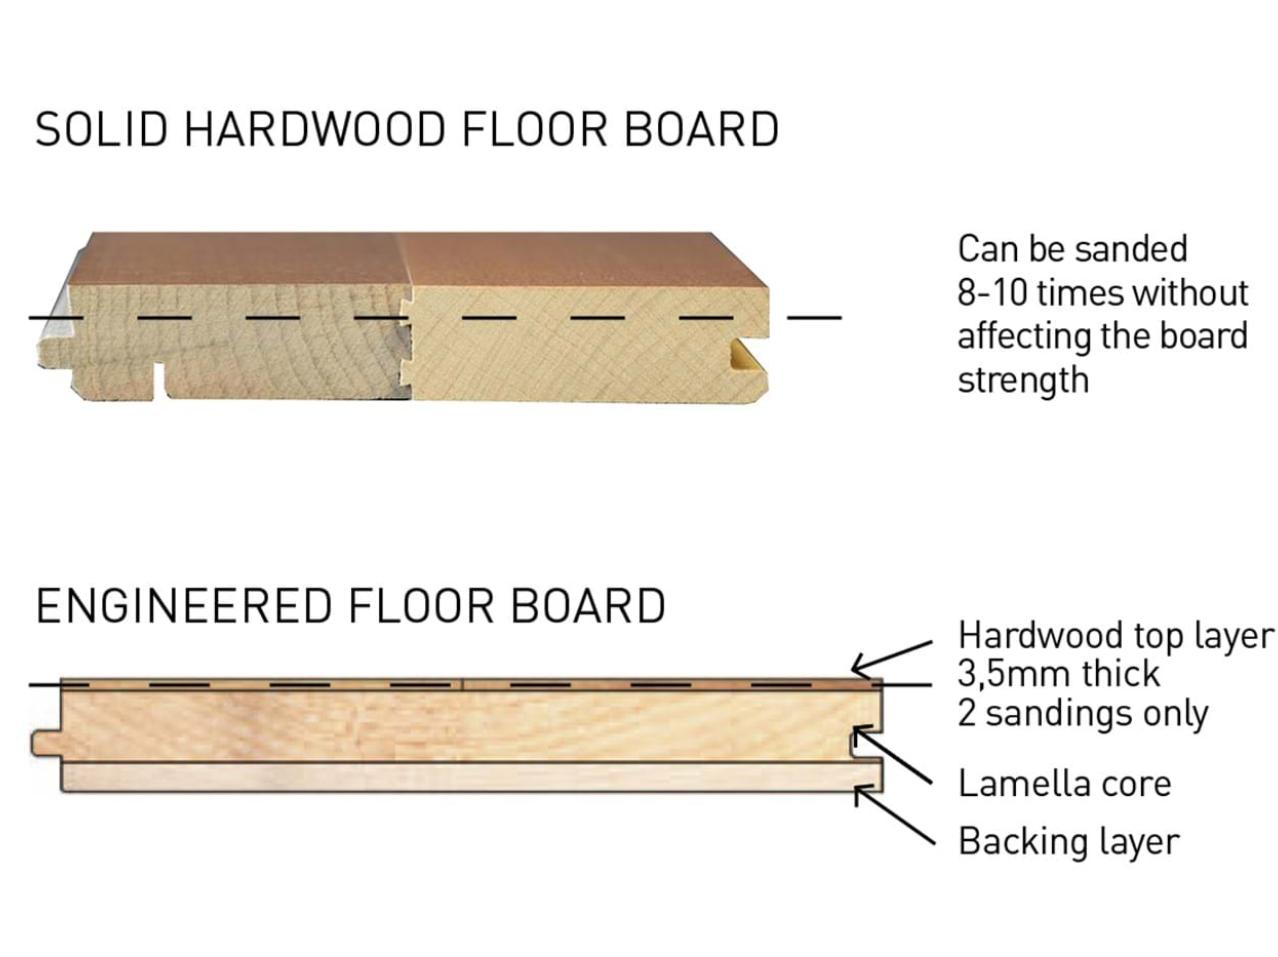 SOLID HARDWOOD FLOOR BOARD
Can be sanded
8-10 times without
affecting the board
strength
ENGINEERED FLOOR BOARD
Hardwood top layer
3,5mm thick
2 sandings only
Lamella core
Backing layer